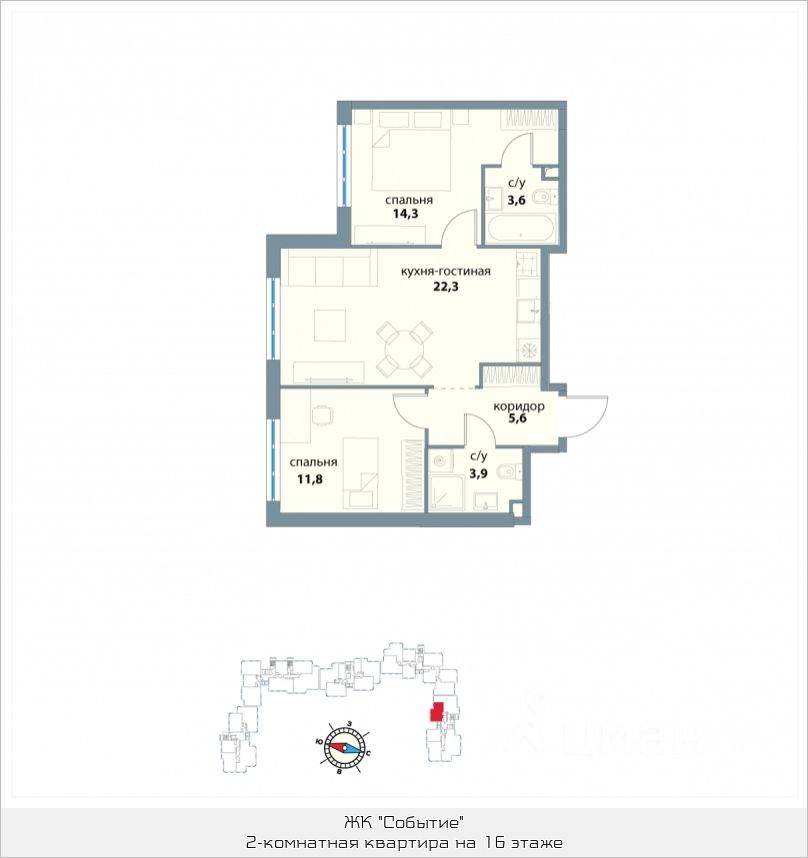 спальня
14,3
с/у
3,6
кухня-гостиная
22,3
коридор
5,6
с/у
3,9
спальня
11,8
З
Ю
С
В
циан
ЖК "Событие"
2-комнатная квартира на 16 этаже